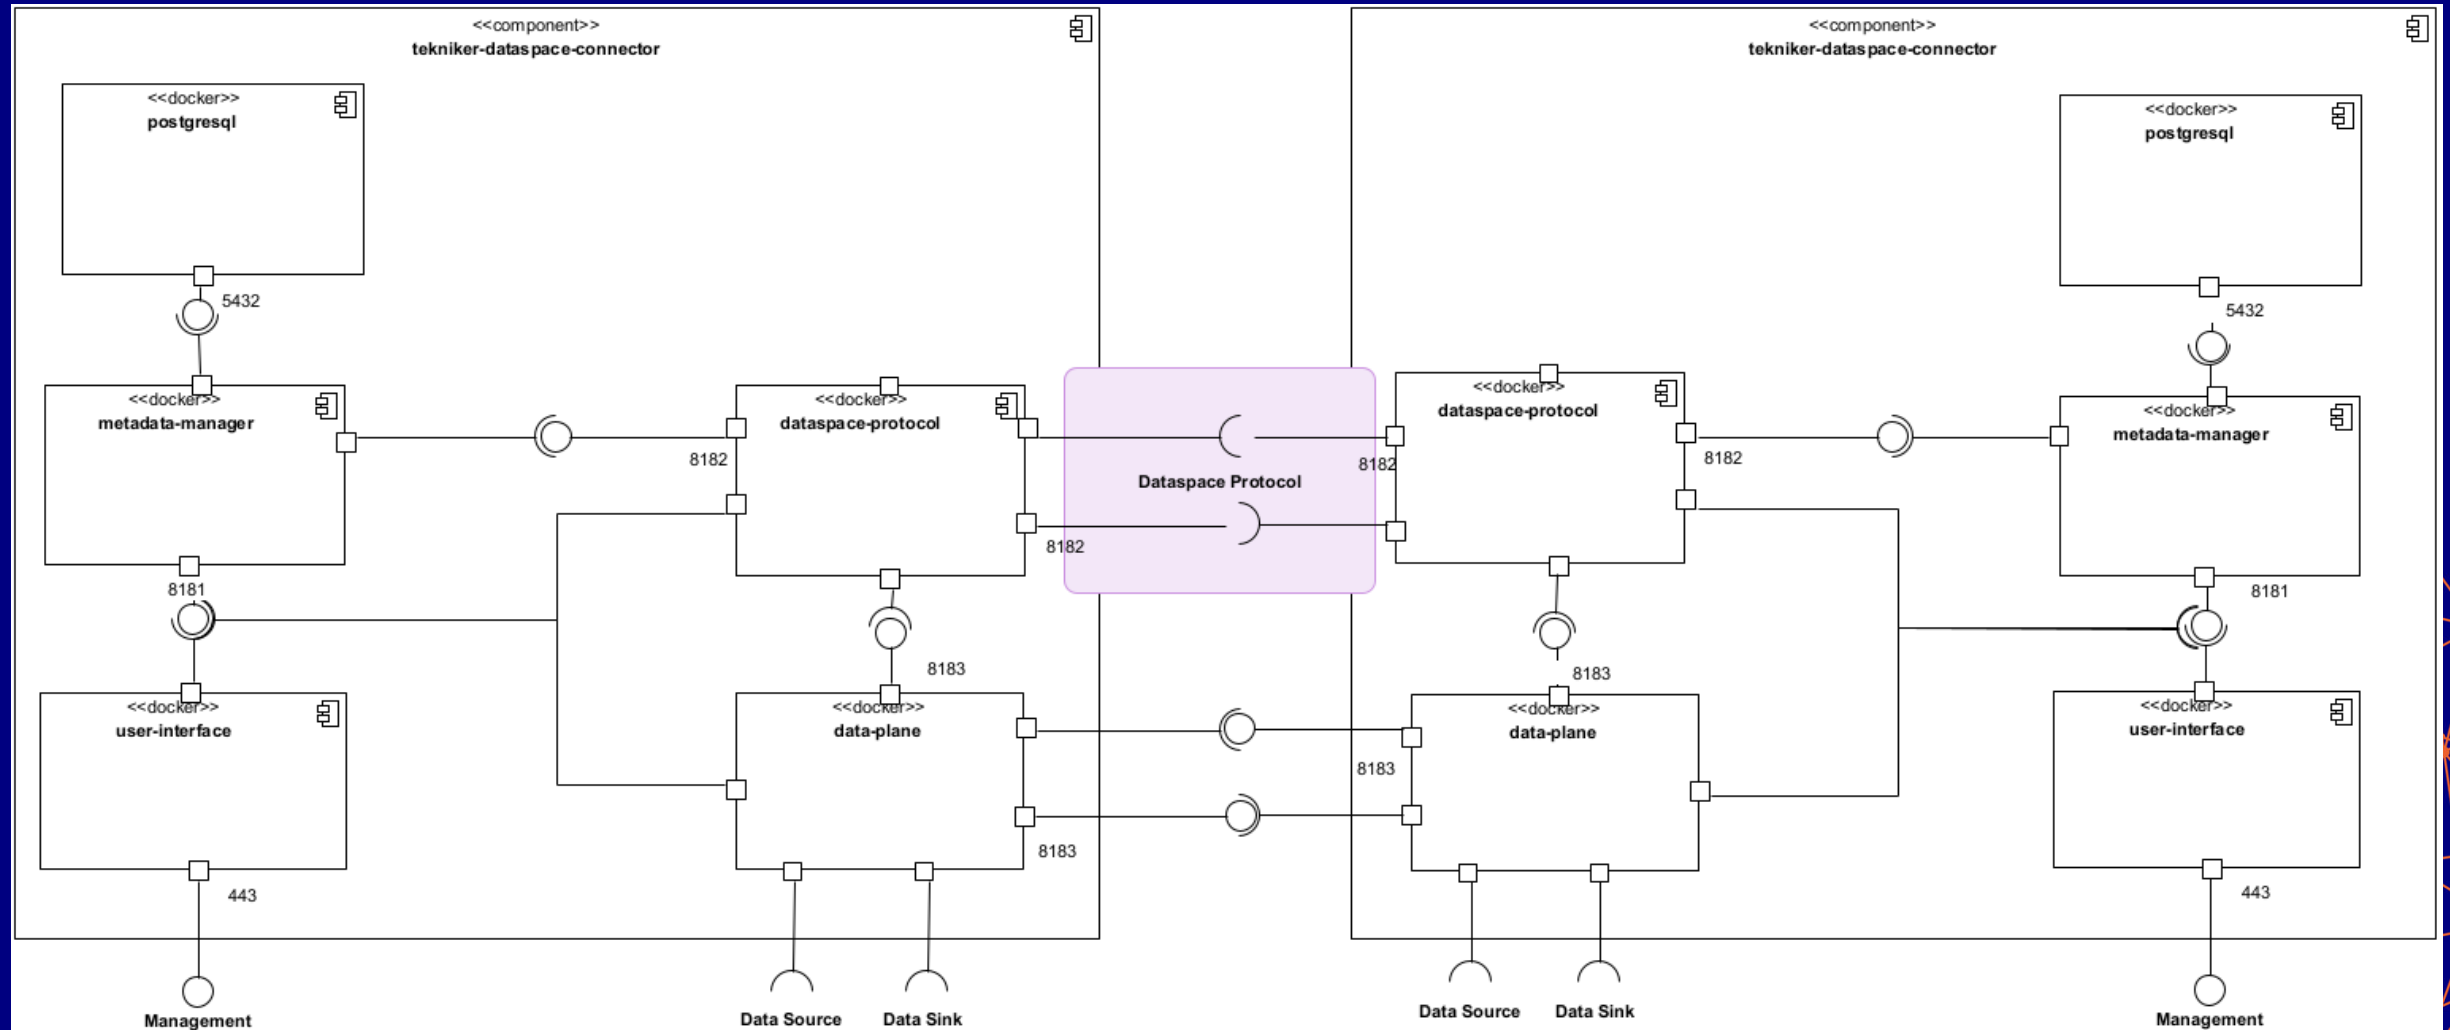 <<component>>
tekniker-dataspace-connector
<<docker>>
postgresql
5432
<<docker>>
metadata-manager
8181
<<docker>>
dataspace-protocol
8182
8182
<<docker>>
user-interface
443
Management
8183
<<docker>>
data-plane
8183
Data Source
Data Sink
Dataspace Protocol
<<component>>
tekniker-dataspace-connector
<<docker>>
dataspace-protocol
8182
8182
<<docker>>
postgresql
5432
<<docker>>
metadata-manager
8181
8183
<<docker>>
data-plane
8183
Data Source
Data Sink
<<docker>>
user-interface
443
Management